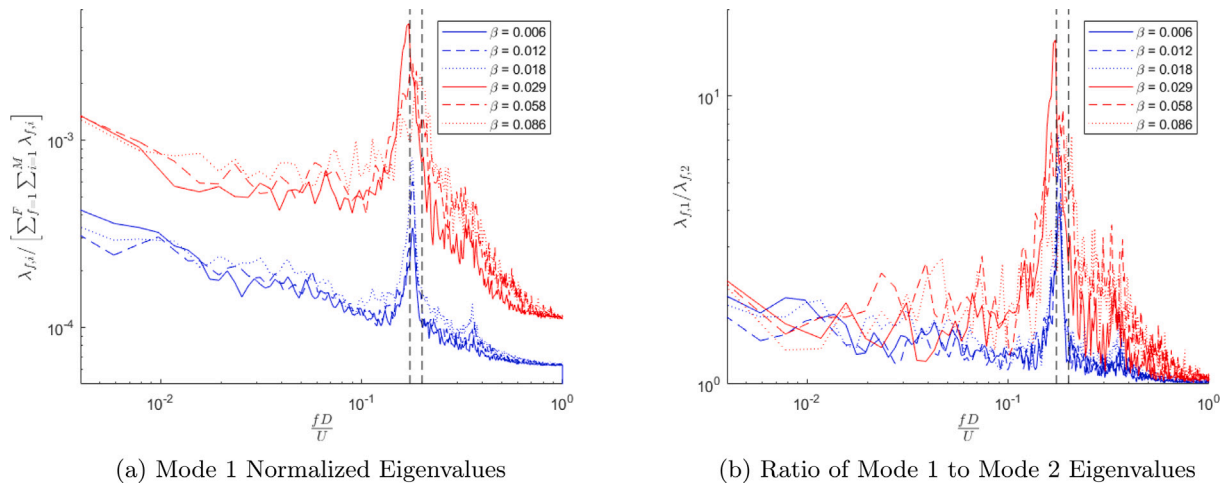 10^{-3}
10^{-4}
λ_{f,i}/ [ ∑_{f=1}^{F} ∑_{i=1}^{M} λ_{f,i} ]
β = 0.006
β = 0.012
β = 0.018
β = 0.029
β = 0.058
β = 0.086
10^{-2} 10^{-1} 10^{0}
fD/U
(a) Mode 1 Normalized Eigenvalues
10^{1}
10^{0}
λ_{f,1}/λ_{f,2}
β = 0.006
β = 0.012
β = 0.018
β = 0.029
β = 0.058
β = 0.086
10^{-2} 10^{-1} 10^{0}
fD/U
(b) Ratio of Mode 1 to Mode 2 Eigenvalues